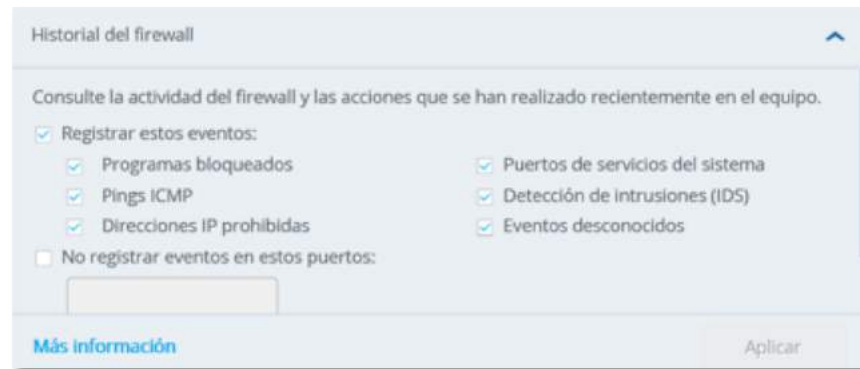 Historial del firewall
Consulte la actividad del firewall y las acciones que se han realizado recientemente en el equipo.
Registrar estos eventos:
Programas bloqueados
Puertos de servicios del sistema
Pings ICMP
Detección de intrusiones (IDS)
Direcciones IP prohibidas
Eventos desconocidos
No registrar eventos en estos puertos:
Más información
Aplicar